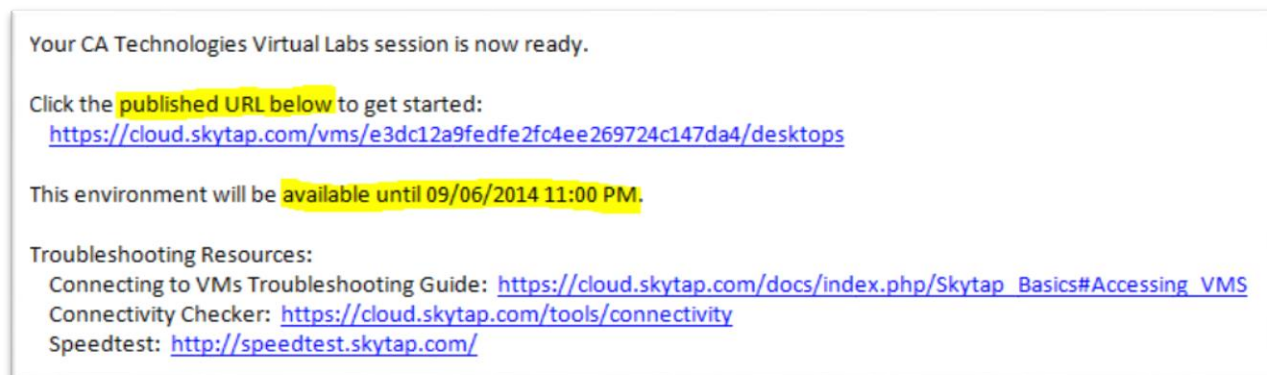 Your CA Technologies Virtual Labs session is now ready.
Click the published URL below to get started:
https://cloud.skytap.com/vms/e3dc12a9fedfe2fc4ee269724c147da4/desktops
This environment will be available until 09/06/2014 11:00 PM.
Troubleshooting Resources:
Connecting to VMs Troubleshooting Guide: https://cloud.skytap.com/docs/index.php/Skytap_Basics#Accessing_VMS
Connectivity Checker: https://cloud.skytap.com/tools/connectivity
Speedtest: http://speedtest.skytap.com/